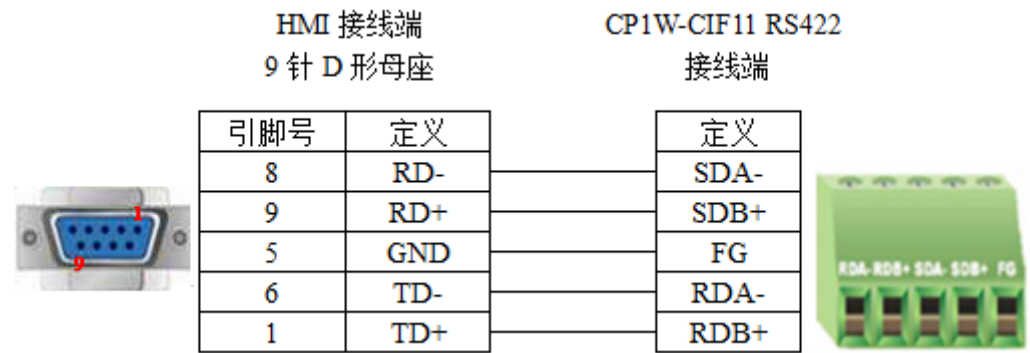 HMI 接线端
9 针 D 形母座
CP1W-CIF11 RS422
接线端
引脚号 定义 定义
8 RD- SDA-
9 RD+ SDB+
5 GND FG
6 TD- RDA-
1 TD+ RDB+
1
9
RDA- RDB+ SDA- SDB+ FG